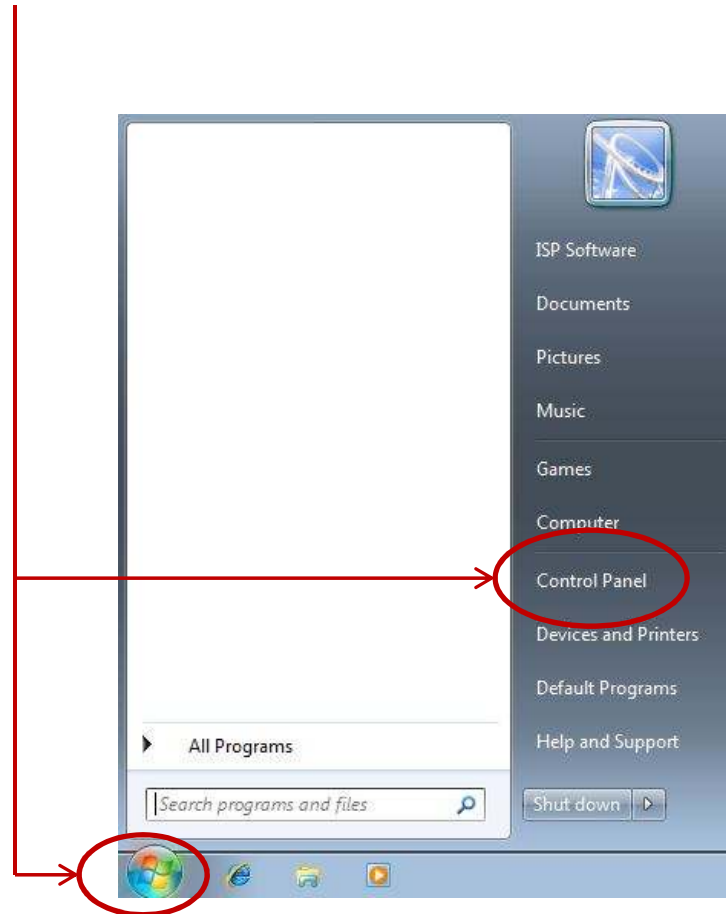 ISP Software
Documents
Pictures
Music
Games
Computer
Control Panel
Devices and Printers
Default Programs
Help and Support
All Programs
Search programs and files
Shut down